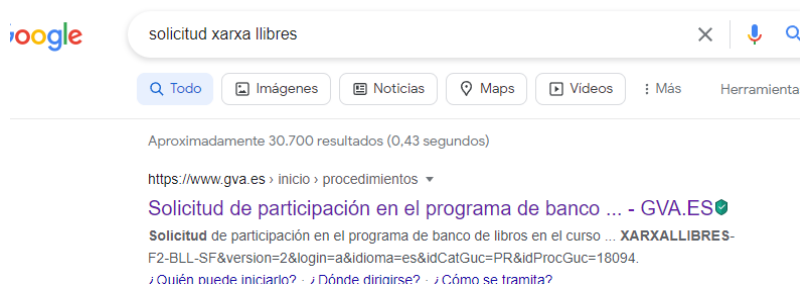 Google
solicitud xarxa llibres
Todo Imágenes Noticias Maps Vídeos Más Herramienta
Aproximadamente 30.700 resultados (0,43 segundos)
https://www.gva.es › inicio › procedimientos
Solicitud de participación en el programa de banco ... - GVA.ES
Solicitud de participación en el programa de banco de libros en el curso ... XARXALLIBRES-
F2-BLL-SF&version=2&login=a&idioma=es&idCatGuc=PR&idProcGuc=18094.
¿Quién puede iniciarlo? · ¿Dónde dirigirse? · ¿Cómo se tramita?